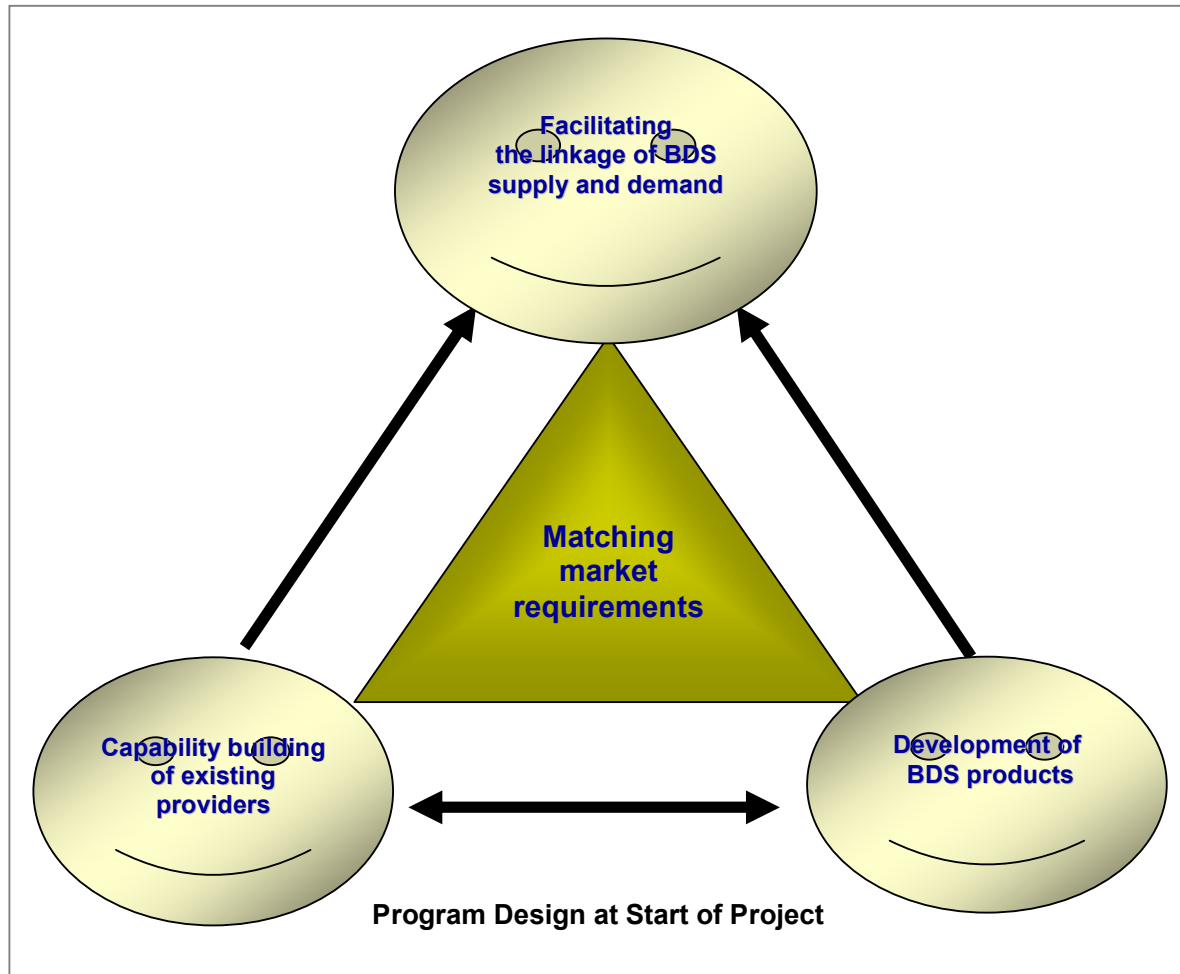 Facilitating
the linkage of BDS
supply and demand
Matching
market
requirements
Capability building
of existing
providers
Development of
BDS products
Program Design at Start of Project